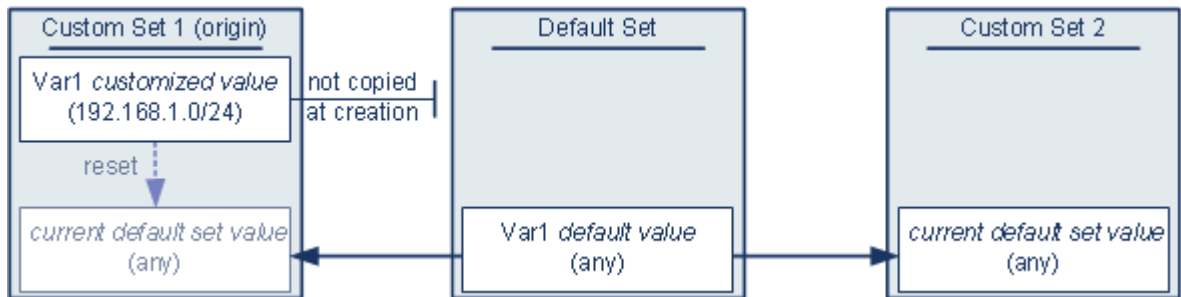 Custom Set 1 (origin)
Default Set
Custom Set 2
Var1 customized value
(192.168.1.0/24)
not copied
at creation
reset
current default set value
(any)
Var1 default value
(any)
current default set value
(any)